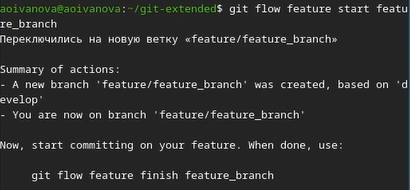 aoivanova@aoivanova:~/git-extended$ git flow feature start featu
re_branch
Переключились на новую ветку «feature/feature_branch»

Summary of actions:
- A new branch 'feature/feature_branch' was created, based on 'd
evelop'
- You are now on branch 'feature/feature_branch'

Now, start committing on your feature. When done, use:

     git flow feature finish feature_branch